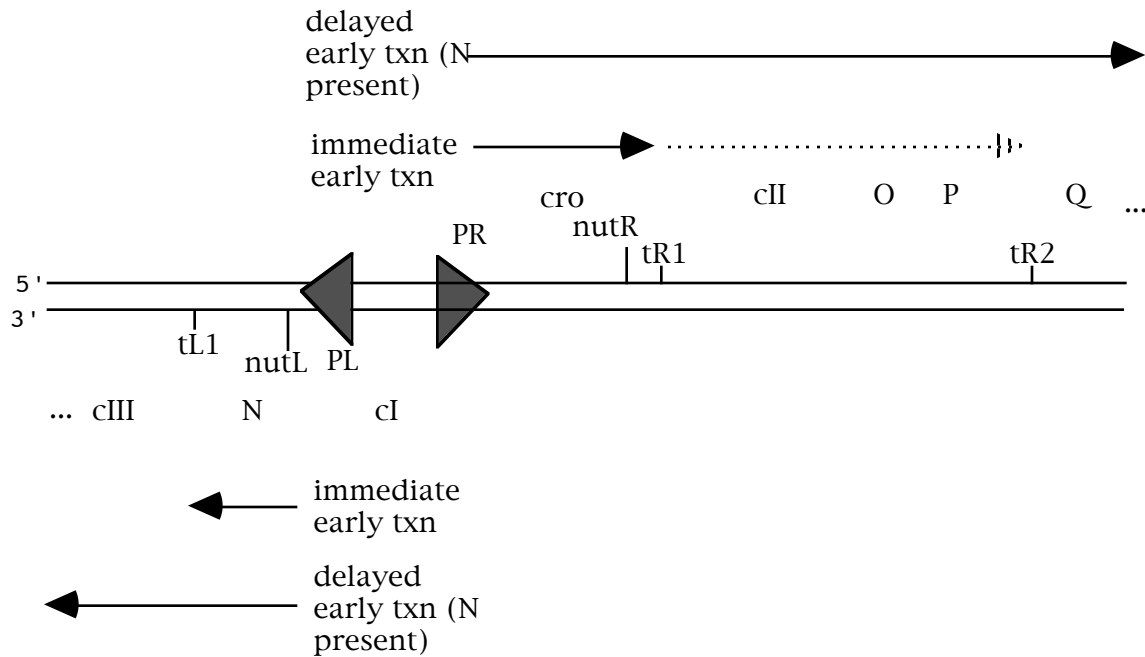 delayed
early txn (N
present)
immediate
early txn
cro
cII
O
P
Q
...
nutR
PR
tR1
tR2
5'
3'
tL1
nutL
PL
... cIII
N
cI
immediate
early txn
delayed
early txn (N
present)